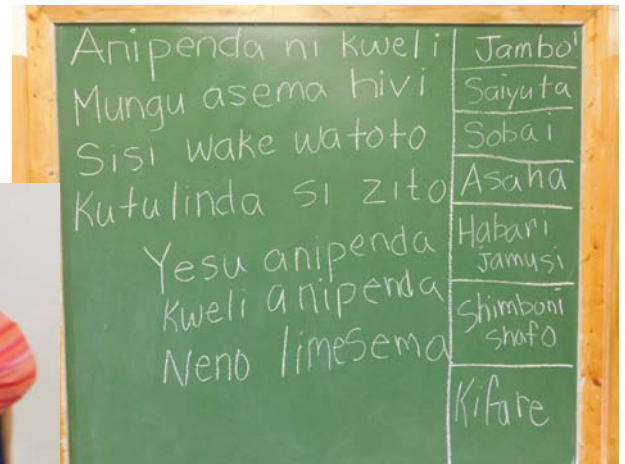 Anipenda ni kweli
Mungu asema hivi
Sisi wake watoto
Kutulinda si zito
Yesu anipenda
Kweli anipenda
Neno limesema
Jambo'
Saiyuta
Sobai
Asaha
Habari
Jamusi
Shimboni
shafo
Kifare